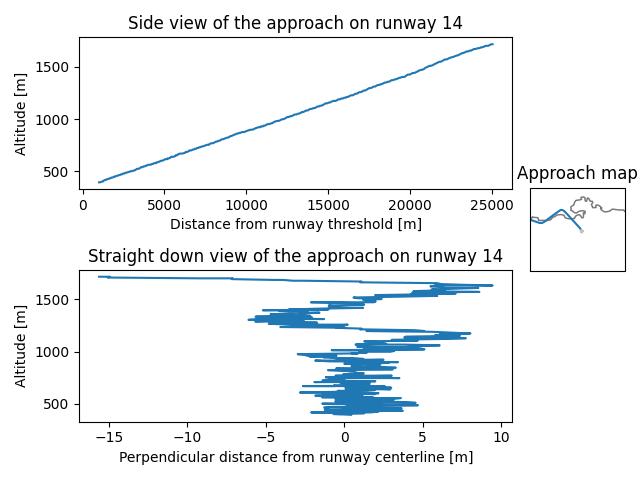 Side view of the approach on runway 14
Altitude [m]
1500
1000
500
0
5000
10000
15000
20000
25000
Distance from runway threshold [m]
Approach map
Straight down view of the approach on runway 14
Altitude [m]
1500
1000
500
−15
−10
−5
0
5
10
Perpendicular distance from runway centerline [m]